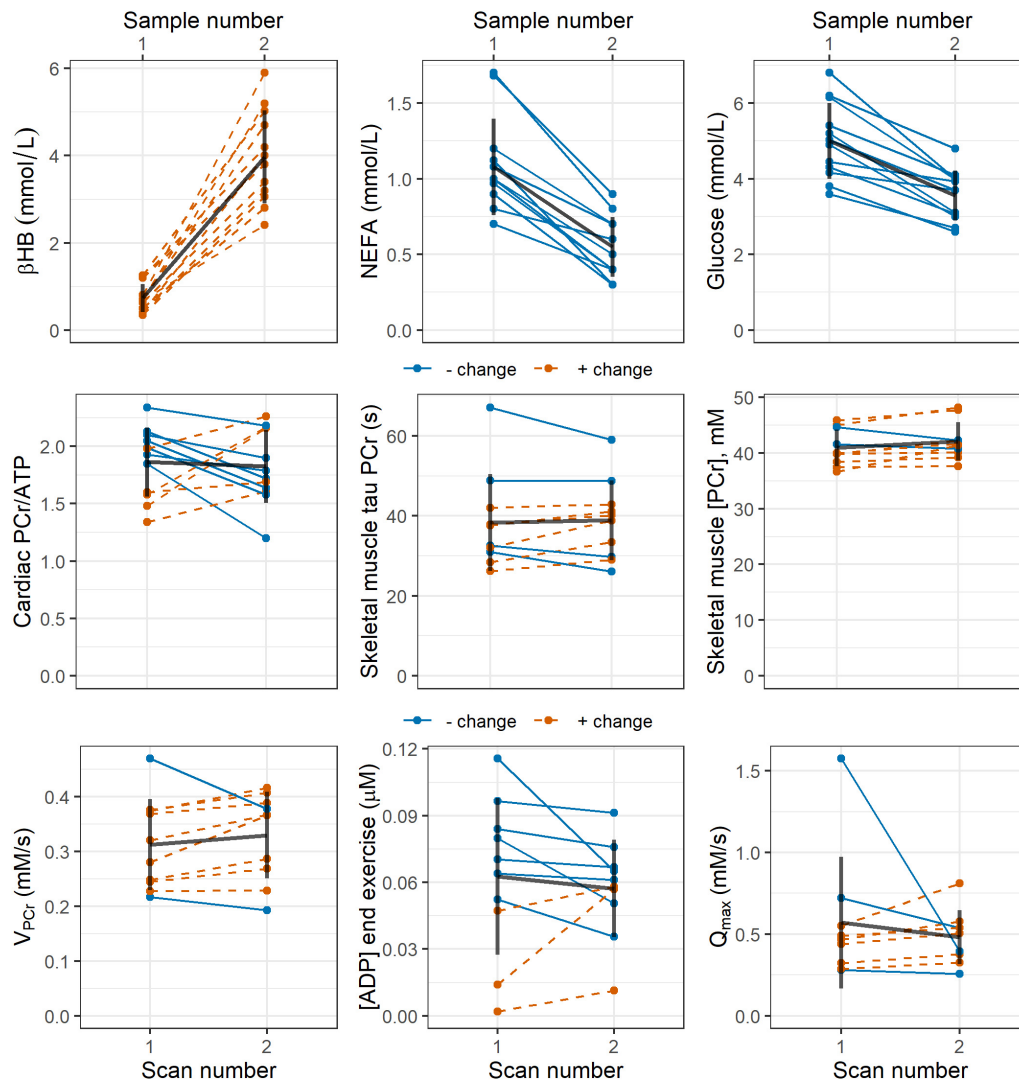 Sample number Sample number Sample number
1 2 1 2 1 2
βHB (mmol/L)
6
4
2
0
NEFA (mmol/L)
1.5
1.0
0.5
0.0
Glucose (mmol/L)
6
4
2
0
- change + change
Cardiac PCr/ATP
2.0
1.5
1.0
0.5
0.0
Skeletal muscle tau PCr (s)
60
40
20
0
Skeletal muscle [PCr], mM
50
40
30
20
10
0
- change + change
VPCr (mM/s)
0.4
0.3
0.2
0.1
0.0
[ADP] end exercise (μM)
0.12
0.09
0.06
0.03
0.00
Qmax (mM/s)
1.5
1.0
0.5
0.0
1 2 1 2 1 2
Scan number Scan number Scan number